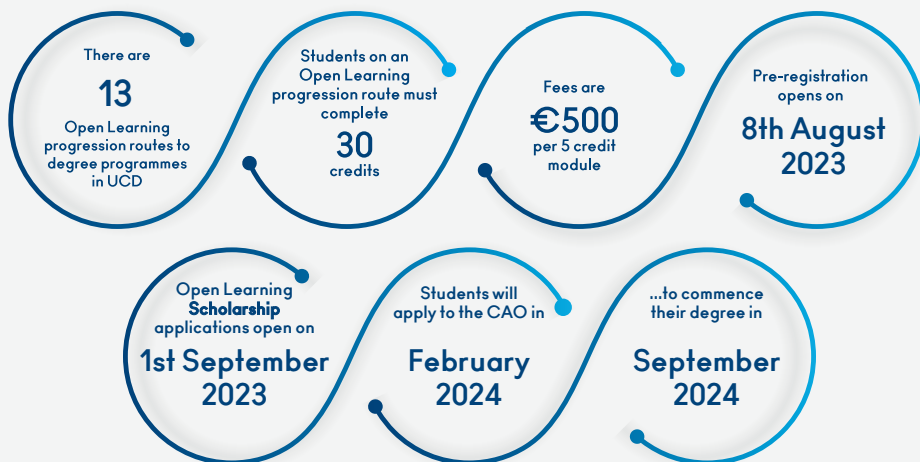 There are
13
Open Learning
progression routes to
degree programmes
in UCD
Students on an
Open Learning
progression route must
complete
30
credits
Fees are
€500
per 5 credit
module
Pre-registration
opens on
8th August
2023
Open Learning
Scholarship
applications open on
1st September
2023
Students will
apply to the CAO in
February
2024
...to commence
their degree in
September
2024